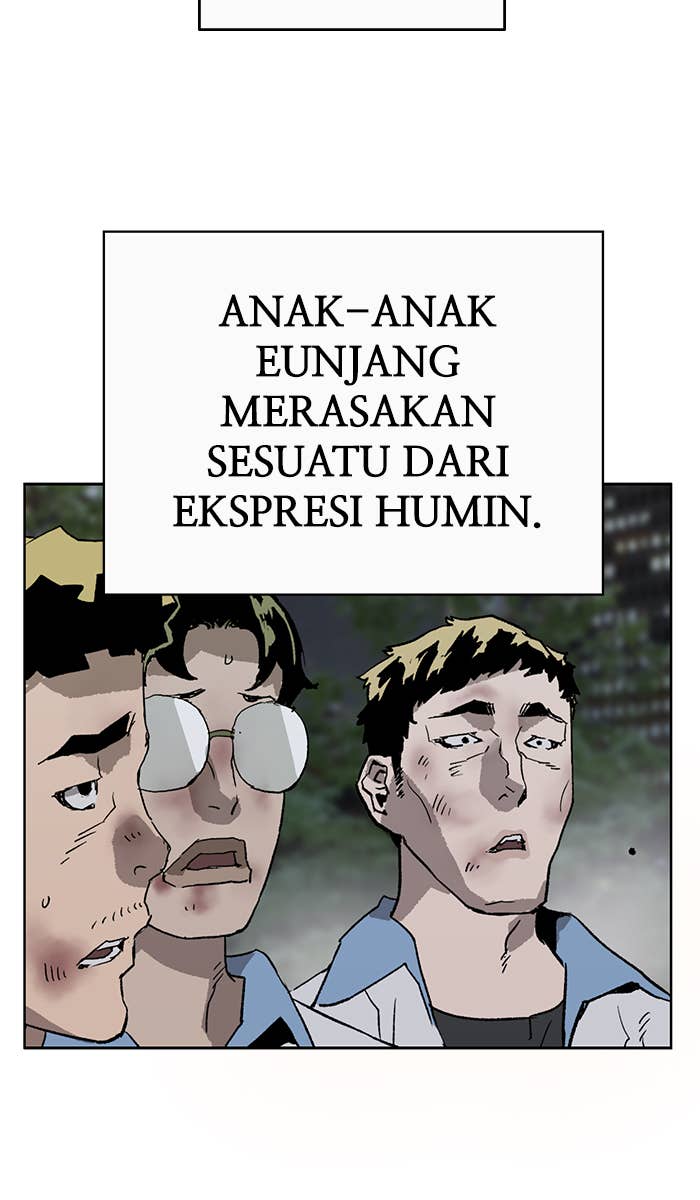 ANAK-ANAK
EUNJANG
MERASAKAN
SESUATU DARI
EKSPRESI HUMIN.